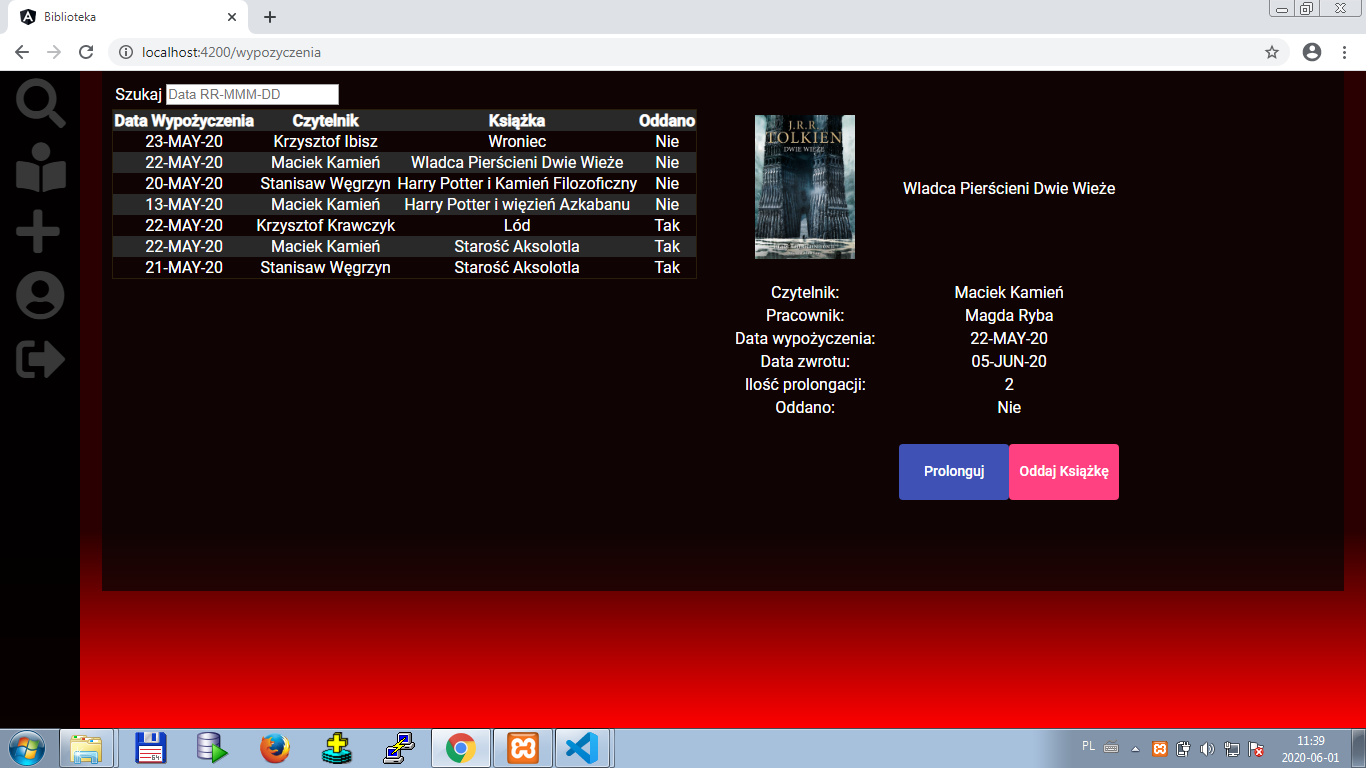 Biblioteka
localhost:4200/wypozyczenia
Szukaj Data RR-MMM-DD
Data Wypożyczenia Czytelnik Książka Oddano
23-MAY-20 Krzysztof Ibisz Wroniec Nie
22-MAY-20 Maciek Kamień Wladca Pierścieni Dwie Wieże Nie
20-MAY-20 Stanisaw Węgrzyn Harry Potter i Kamień Filozoficzny Nie
13-MAY-20 Maciek Kamień Harry Potter i więzień Azkabanu Nie
22-MAY-20 Krzysztof Krawczyk Lód Tak
22-MAY-20 Maciek Kamień Starość Aksolotla Tak
21-MAY-20 Stanisaw Węgrzyn Starość Aksolotla Tak
J.R.R.
TOLKIEN
DWIE WIEŻE
Wladca Pierścieni Dwie Wieże
Czytelnik: Maciek Kamień
Pracownik: Magda Ryba
Data wypożyczenia: 22-MAY-20
Data zwrotu: 05-JUN-20
Ilość prolongacji: 2
Oddano: Nie
Prolonguj Oddaj Książkę
64
PL
11:39
2020-06-01